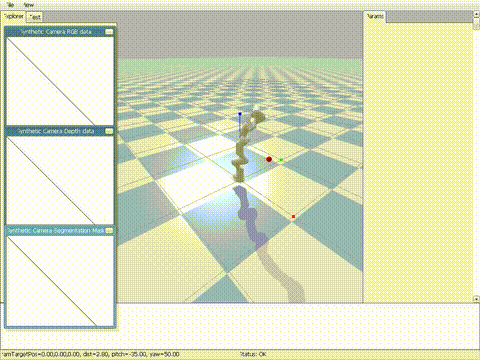 File View
Explorer Test
Params
Synthetic Camera RGB data
Synthetic Camera Depth data
Synthetic Camera Segmentation Mask
camTargetPos=0.00,0.00,0.00, dist=2.80, pitch=-35.00, yaw=50.00 Status: OK